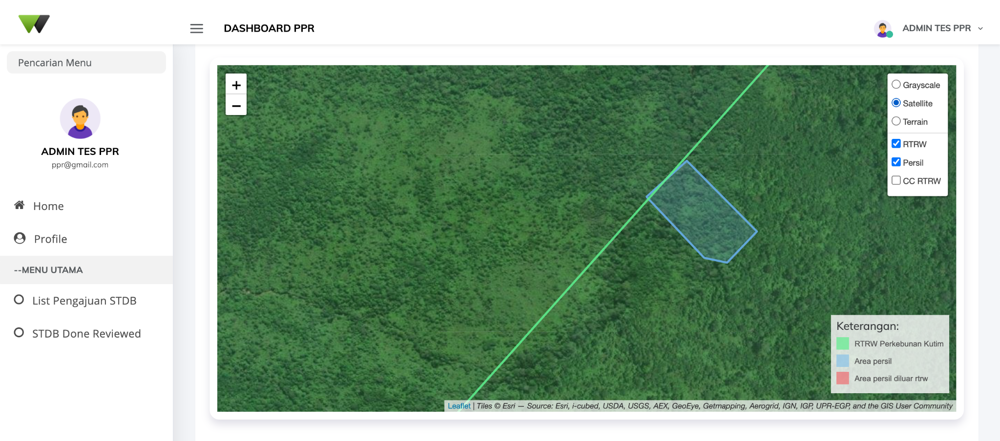 DASHBOARD PPR
ADMIN TES PPR
Pencarian Menu
ADMIN TES PPR
ppr@gmail.com
Home
Profile
--MENU UTAMA
List Pengajuan STDB
STDB Done Reviewed
+
−
Grayscale
Satellite
Terrain
RTRW
Persil
CC RTRW
Keterangan:
RTRW Perkebunan Kutim
Area persil
Area persil diluar rtrw
Leaflet | Tiles © Esri — Source: Esri, i-cubed, USDA, USGS, AEX, GeoEye, Getmapping, Aerogrid, IGN, IGP, UPR-EGP, and the GIS User Community